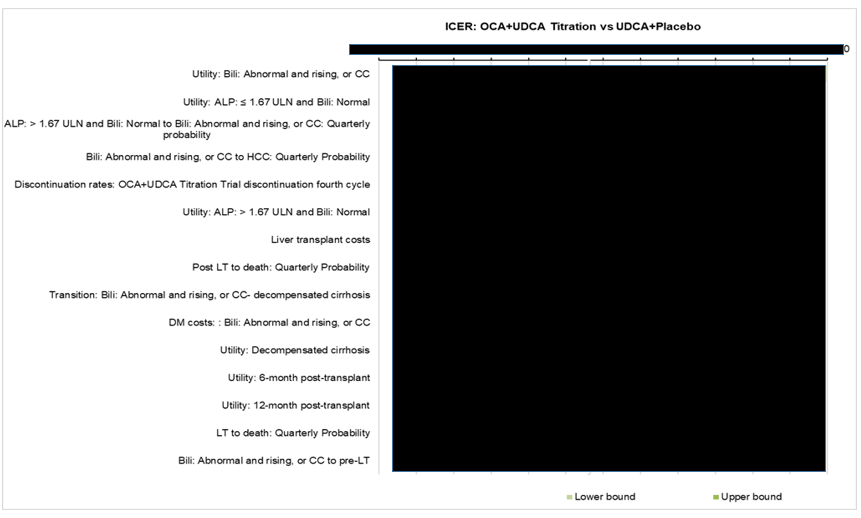 ICER: OCA+UDCA Titration vs UDCA+Placebo
0
Utility: Bili: Abnormal and rising, or CC
Utility: ALP: ≤ 1.67 ULN and Bili: Normal
ALP: > 1.67 ULN and Bili: Normal to Bili: Abnormal and rising, or CC: Quarterly
probability
Bili: Abnormal and rising, or CC to HCC: Quarterly Probability
Discontinuation rates: OCA+UDCA Titration Trial discontinuation fourth cycle
Utility: ALP: > 1.67 ULN and Bili: Normal
Liver transplant costs
Post LT to death: Quarterly Probability
Transition: Bili: Abnormal and rising, or CC- decompensated cirrhosis
DM costs: : Bili: Abnormal and rising, or CC
Utility: Decompensated cirrhosis
Utility: 6-month post-transplant
Utility: 12-month post-transplant
LT to death: Quarterly Probability
Bili: Abnormal and rising, or CC to pre-LT
Lower bound
Upper bound